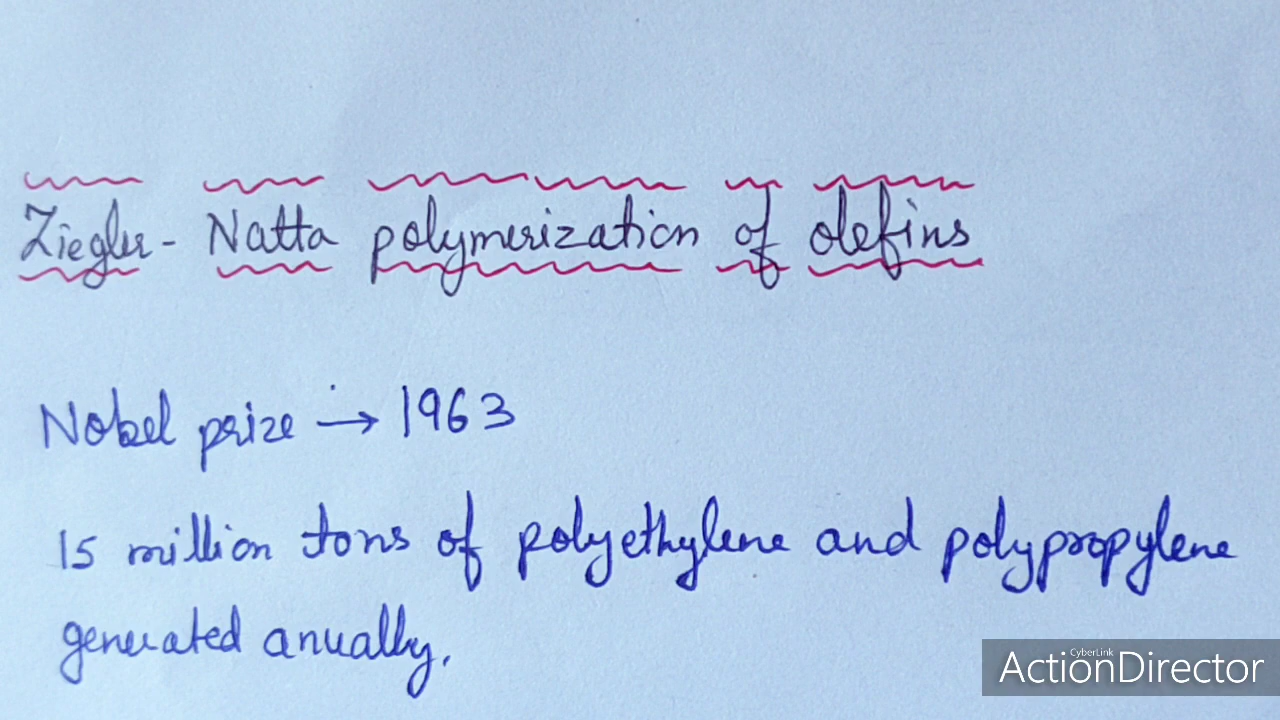 Ziegler- Natta polymerization of olefins
Nobel prize → 1963
15 million tons of polyethylene and polypropylene
generated anually.
CyberLink
ActionDirector